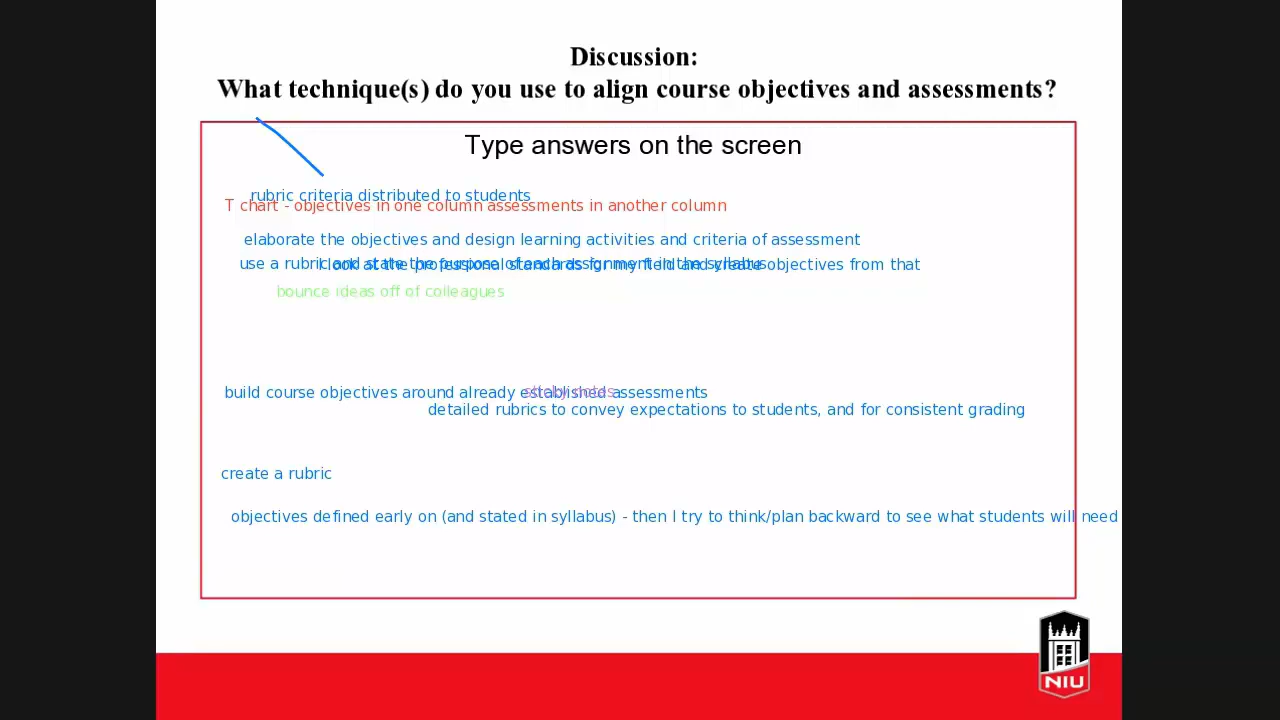 Discussion:
What technique(s) do you use to align course objectives and assessments?
Type answers on the screen
rubric criteria distributed to students
T chart - objectives in one column assessments in another column
elaborate the objectives and design learning activities and criteria of assessment
use a rubric and state the purpose of each assignment in the syllabus
I look at the professional standards for my field and create objectives from that
bounce ideas off of colleagues
build course objectives around already established assessments
sticky notes
detailed rubrics to convey expectations to students, and for consistent grading
create a rubric
objectives defined early on (and stated in syllabus) - then I try to think/plan backward to see what students will need
NIU